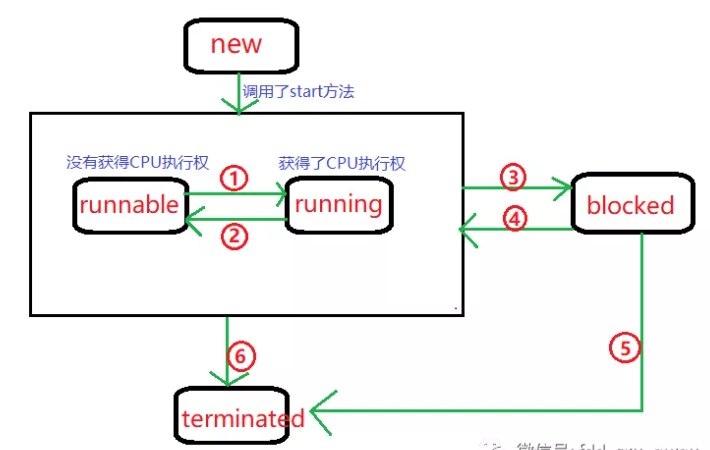 new
调用了start方法
没有获得CPU执行权
获得了CPU执行权
①
③
runnable
running
blocked
②
④
⑤
⑥
terminated
微信号: